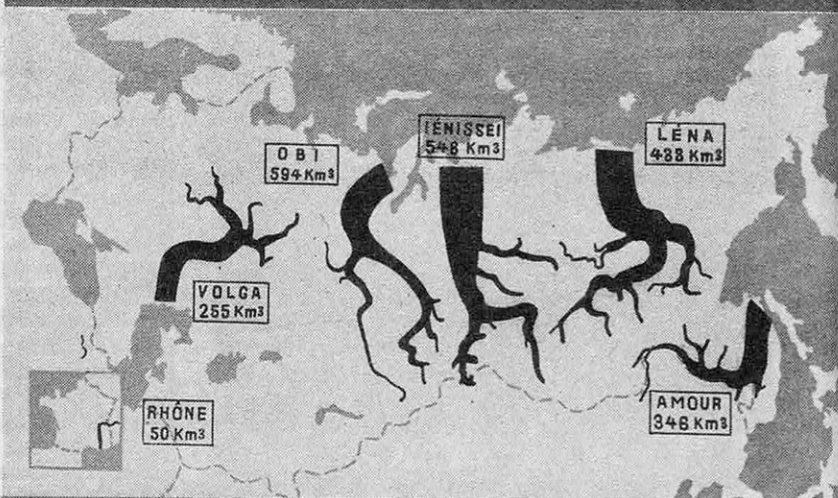 OBI
594 Km³
IÉNISSEI
548 Km³
LÉNA
488 Km³
VOLGA
255 Km³
RHÔNE
50 Km³
AMOUR
346 Km³